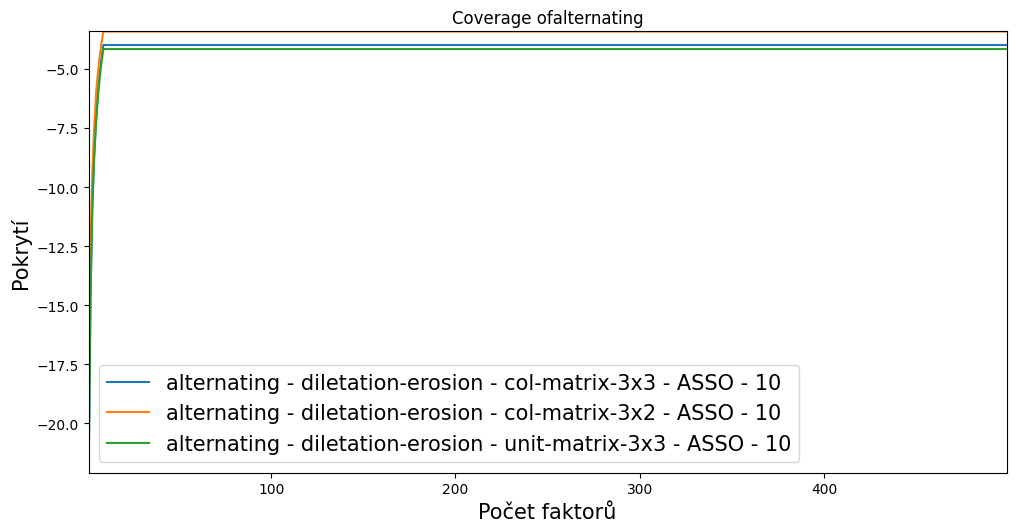 Coverage ofalternating
Pokrytí
−5.0
−7.5
−10.0
−12.5
−15.0
−17.5
−20.0
alternating - diletation-erosion - col-matrix-3x3 - ASSO - 10
alternating - diletation-erosion - col-matrix-3x2 - ASSO - 10
alternating - diletation-erosion - unit-matrix-3x3 - ASSO - 10
100 200 300 400
Počet faktorů